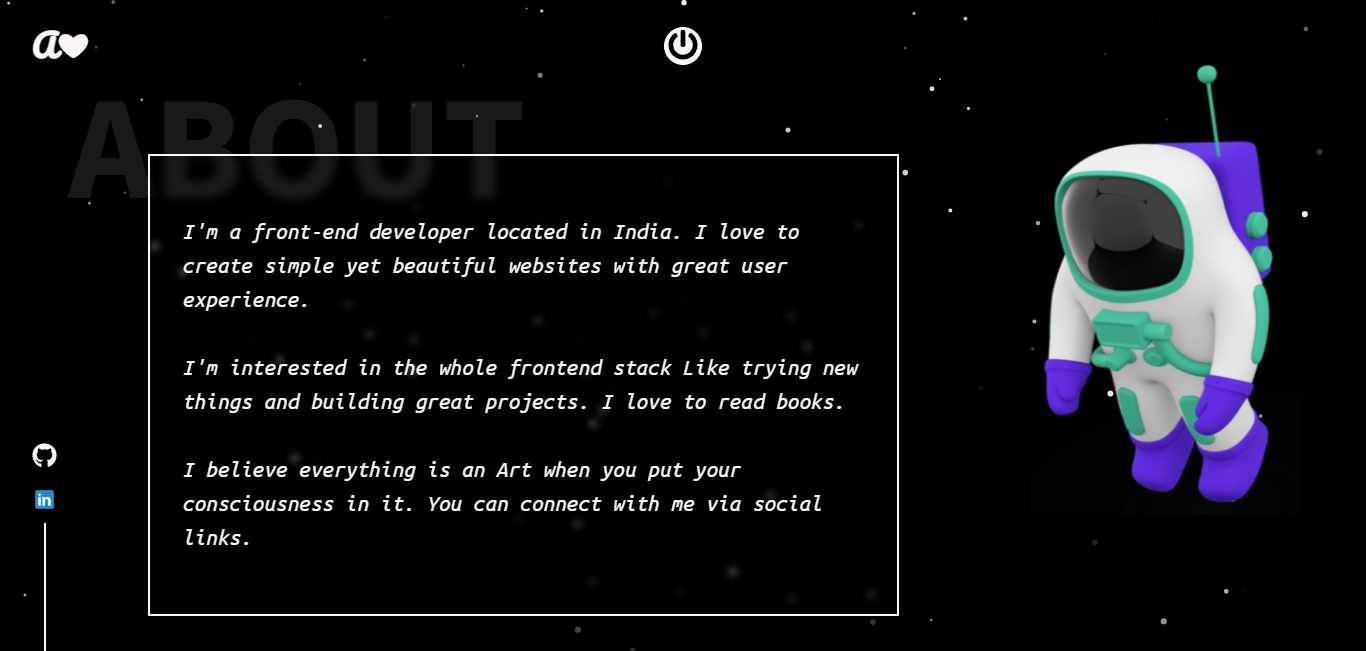 a
ABOUT
I'm a front-end developer located in India. I love to
create simple yet beautiful websites with great user
experience.
I'm interested in the whole frontend stack Like trying new
things and building great projects. I love to read books.
I believe everything is an Art when you put your
consciousness in it. You can connect with me via social
links.
in